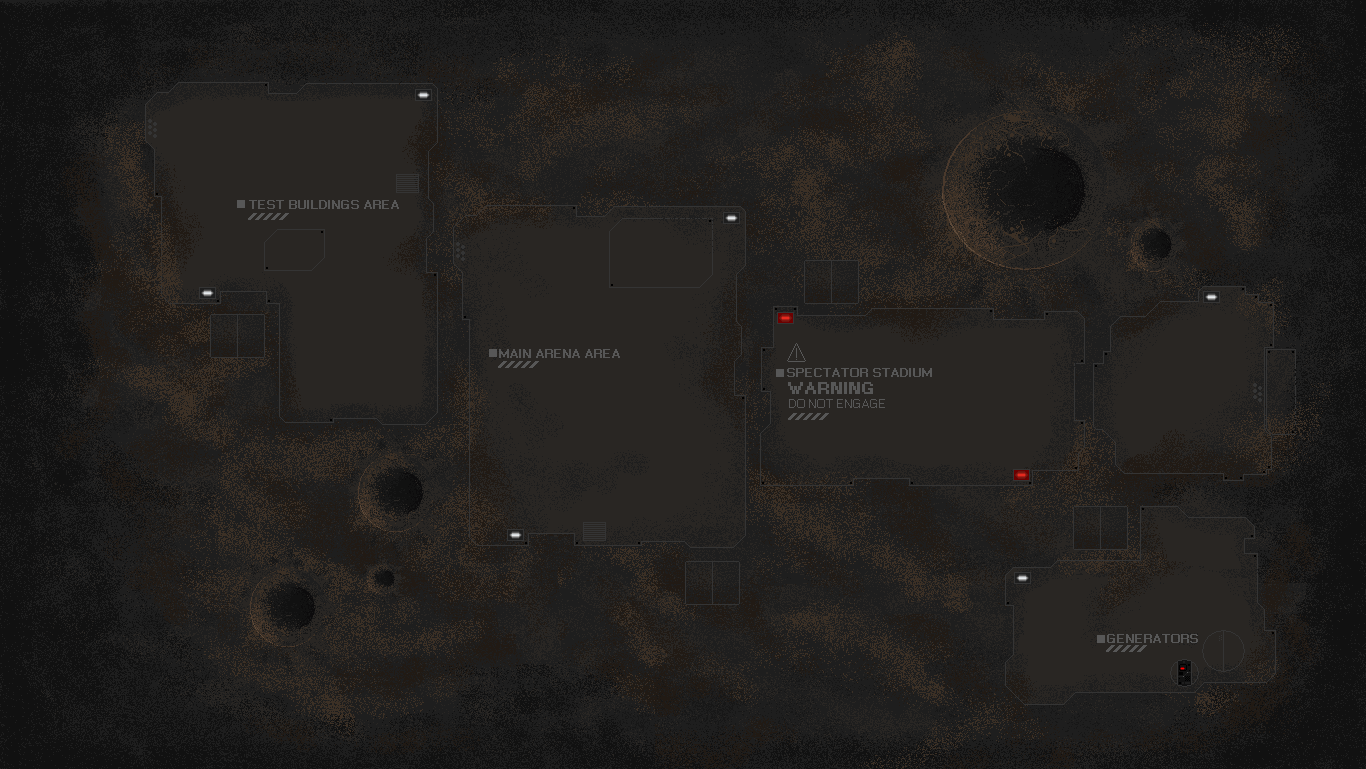 TEST BUILDINGS AREA
MAIN ARENA AREA
SPECTATOR STADIUM
WARNING
DO NOT ENGAGE
GENERATORS